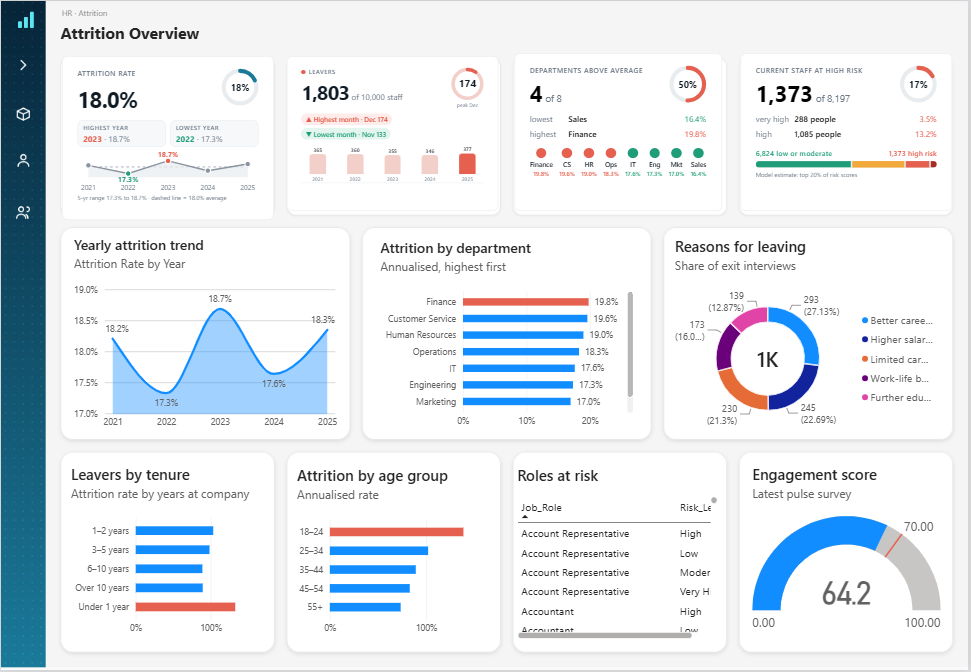 HR · Attrition
Attrition Overview
ATTRITION RATE
18.0%
18%
HIGHEST YEAR
2023 · 18.7%
LOWEST YEAR
2022 · 17.3%
18.7%
17.3%
2021 2022 2023 2024 2025
5-yr range 17.3% to 18.7% · dashed line = 18.0% average
LEAVERS
1,803 of 10,000 staff
174
peak Dec
▲ Highest month · Dec 174
▼ Lowest month · Nov 133
365 360 355 346 377
2021 2022 2023 2024 2025
DEPARTMENTS ABOVE AVERAGE
4 of 8
50%
lowest Sales 16.4%
highest Finance 19.8%
Finance CS HR Ops IT Eng Mkt Sales
19.8% 19.6% 19.0% 18.3% 17.6% 17.3% 17.0% 16.4%
CURRENT STAFF AT HIGH RISK
1,373 of 8,197
17%
very high 288 people 3.5%
high 1,085 people 13.2%
6,824 low or moderate 1,373 high risk
Model estimate: top 20% of risk scores
Yearly attrition trend
Attrition Rate by Year
19.0%
18.5%
18.0%
17.5%
17.0%
18.2%
17.3%
18.7%
17.6%
18.3%
2021 2022 2023 2024 2025
Attrition by department
Annualised, highest first
Finance 19.8%
Customer Service 19.6%
Human Resources 19.0%
Operations 18.3%
IT 17.6%
Engineering 17.3%
Marketing 17.0%
0% 10% 20%
Reasons for leaving
Share of exit interviews
293
(27.13%)
245
(22.69%)
230
(21.3%)
173
(16.0...)
139
(12.87%)
1K
Better caree...
Higher salar...
Limited car...
Work-life b...
Further edu...
Leavers by tenure
Attrition rate by years at company
1–2 years
3–5 years
6–10 years
Over 10 years
Under 1 year
0% 100%
Attrition by age group
Annualised rate
18–24
25–34
35–44
45–54
55+
0% 100%
Roles at risk
Job_Role Risk_Le
Account Representative High
Account Representative Low
Account Representative Moder
Account Representative Very H
Accountant High
Accountant Low
Engagement score
Latest pulse survey
70.00
64.2
0.00 100.00